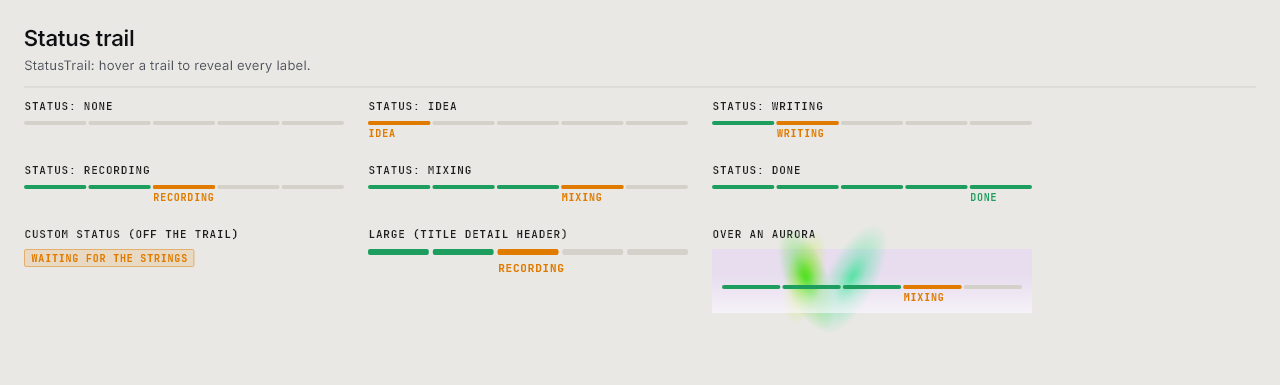 Status trail
StatusTrail: hover a trail to reveal every label.
STATUS: NONE
STATUS: IDEA
IDEA
STATUS: WRITING
WRITING
STATUS: RECORDING
RECORDING
STATUS: MIXING
MIXING
STATUS: DONE
DONE
CUSTOM STATUS (OFF THE TRAIL)
WAITING FOR THE STRINGS
LARGE (TITLE DETAIL HEADER)
RECORDING
OVER AN AURORA
MIXING